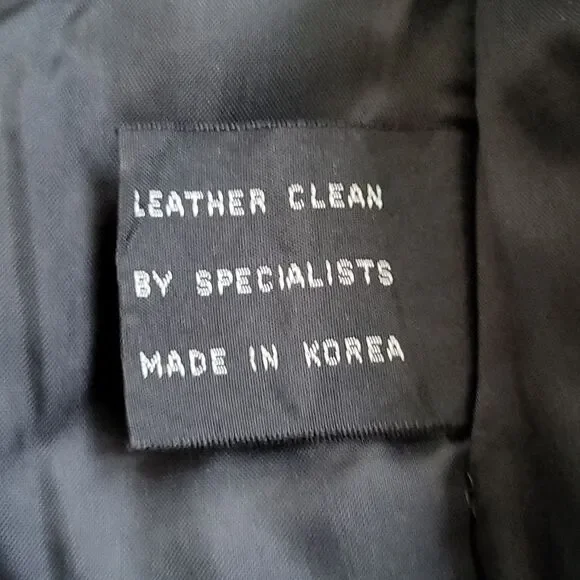 LEATHER CLEAN
BY SPECIALISTS
MADE IN KOREA